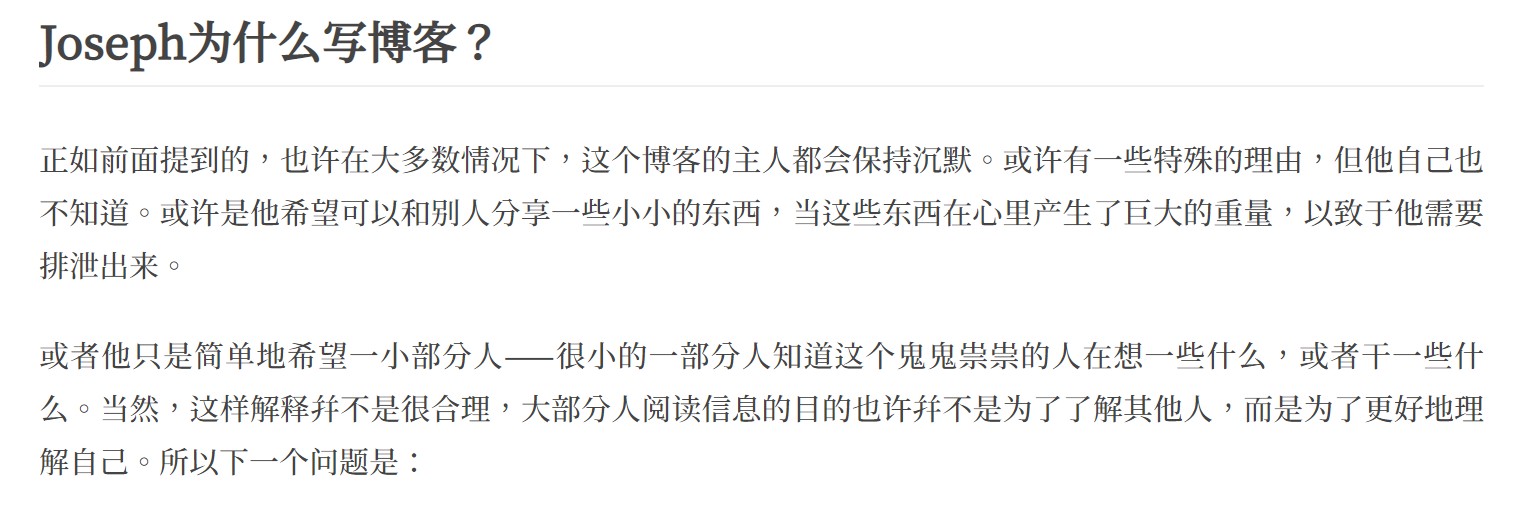 Joseph为什么写博客？
正如前面提到的，也许在大多数情况下，这个博客的主人都会保持沉默。或许有一些特殊的理由，但他自己也
不知道。或许是他希望可以和别人分享一些小小的东西，当这些东西在心里产生了巨大的重量，以致于他需要
排泄出来。
或者他只是简单地希望一小部分人——很小的一部分人知道这个鬼鬼祟祟的人在想一些什么，或者干一些什
么。当然，这样解释并不是很合理，大部分人阅读信息的目的也许并不是为了了解其他人，而是为了更好地理
解自己。所以下一个问题是：